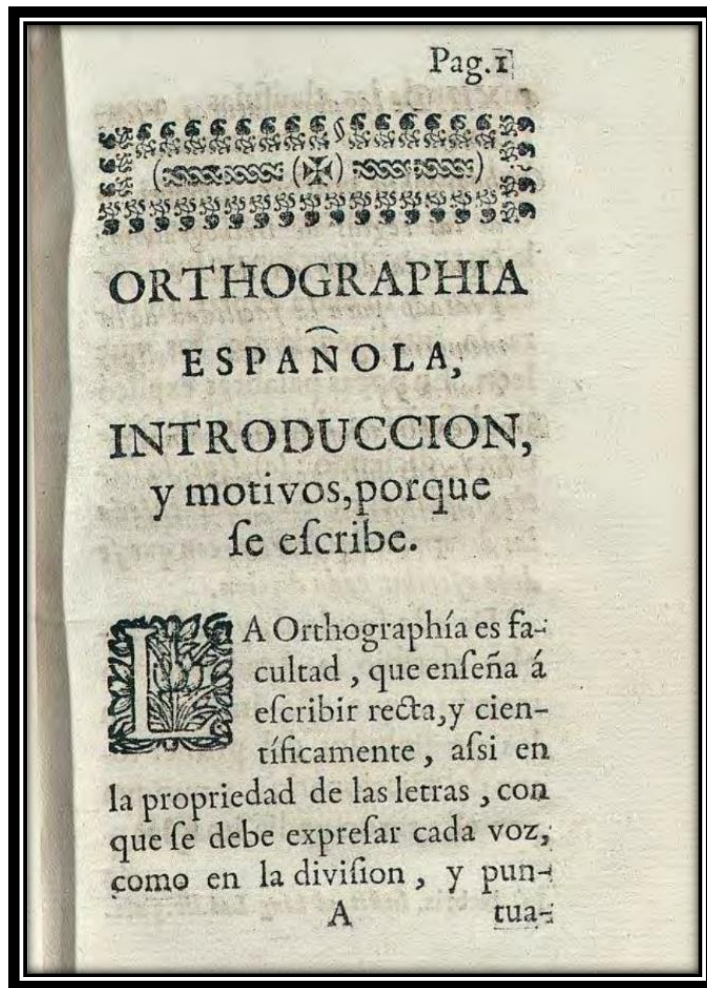 Pag.1
ORTHOGRAPHIA
ESPAÑOLA,
INTRODUCCION,
y motivos,porque
ſe eſcribe.
LA Orthographía es fa-
cultad , que enſeña á
eſcribir recta,y cien-
tíficamente , aſsi en
la propriedad de las letras , con
que ſe debe expreſar cada voz,
como en la diviſion , y pun-
A tua-